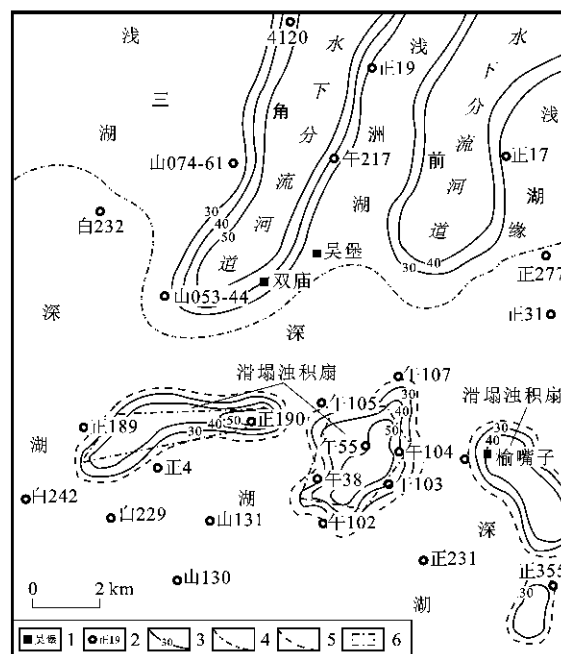 4120
浅
水
浅
水
正19
三
下
下
角
分
洲
分
浅
湖
山074-61
午217
前
流
正17
流
湖
湖
30
40
50
白232
河
河
吴堡
道
30
40
道
缘
正277
双庙
山053-44
深
深
正31
滑塌浊积扇
午107
滑塌浊积扇
30
午105
40
30
50
正190
50
40
正189
40
30
午559
午104
榆嘴子
湖
正4
午38
午103
白242
白229
山131
湖
午102
深
正231
正355
山130
30
0 2 km
湖
吴堡 1 正19 2 30 3 4 5 6